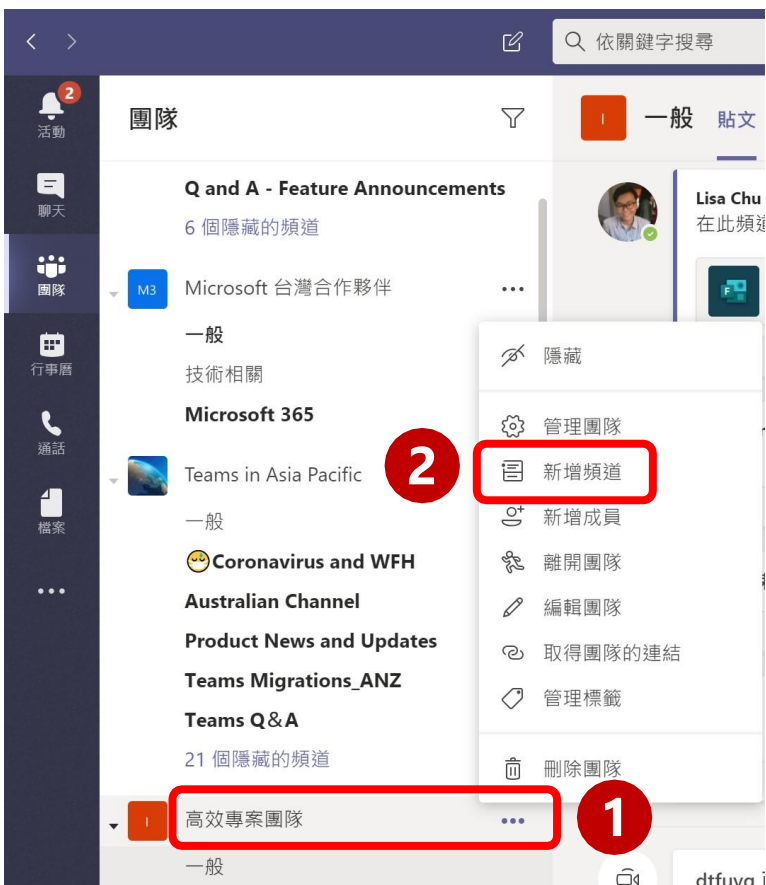 依關鍵字搜尋
2
活動
聊天
團隊
行事曆
通話
檔案
團隊
Q and A - Feature Announcements
6 個隱藏的頻道
M3 Microsoft 台灣合作夥伴
一般
技術相關
Microsoft 365
Teams in Asia Pacific
一般
Coronavirus and WFH
Australian Channel
Product News and Updates
Teams Migrations_ANZ
Teams Q&A
21 個隱藏的頻道
I 高效專案團隊
一般
I 一般 貼文
Lisa Chu
在此頻道
F
隱藏
管理團隊
2 新增頻道
新增成員
離開團隊
編輯團隊
取得團隊的連結
管理標籤
刪除團隊
1
dtfuyg